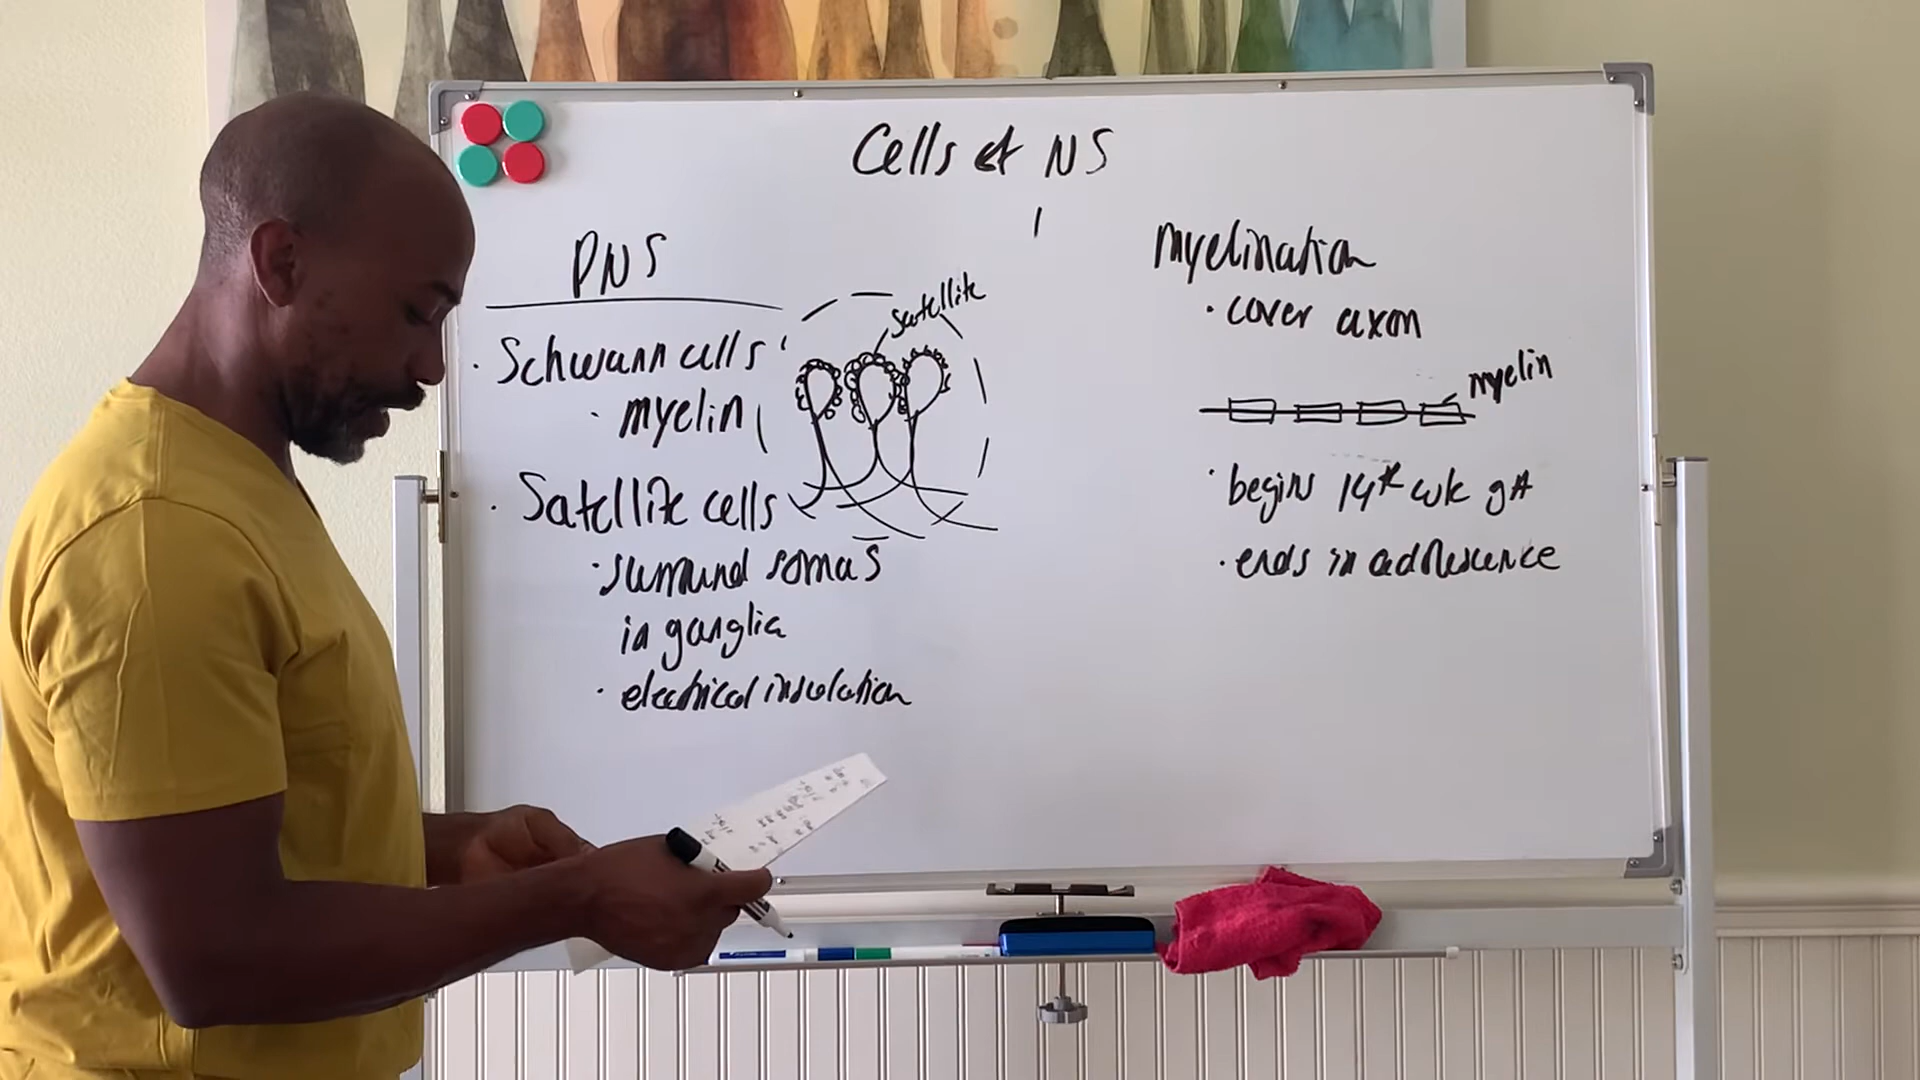 Cells of NS
PNS
· Schwann cells
· myelin
· Satellite cells
· surround somas
in ganglia
· electrical insulation
satellite
myelination
· cover axon
myelin
· begins 14th wk gA
· ends in adolescence